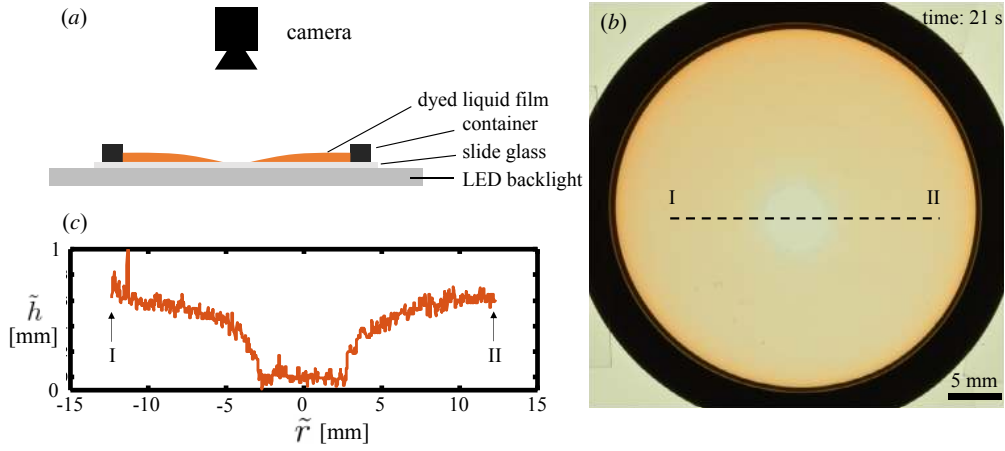 (a)
camera
dyed liquid film
container
slide glass
LED backlight
(b)
time: 21 s
I
II
5 mm
(c)
1
h̃
[mm]
0
I
II
-15
-10
-5
0
5
10
15
r̃ [mm]